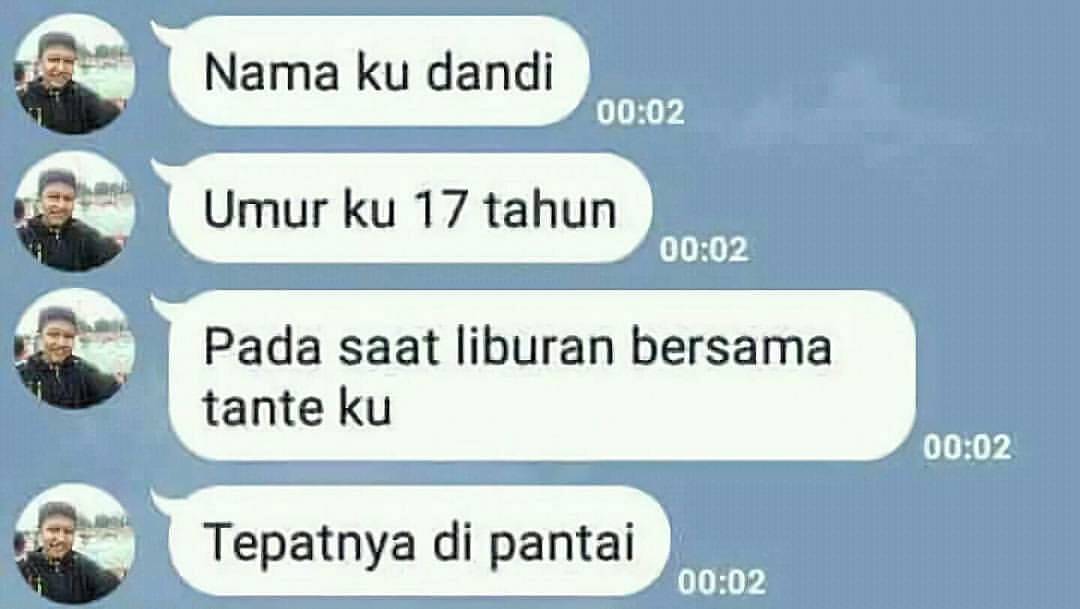 Nama ku dandi
00:02
Umur ku 17 tahun
00:02
Pada saat liburan bersama
tante ku
00:02
Tepatnya di pantai
00:02